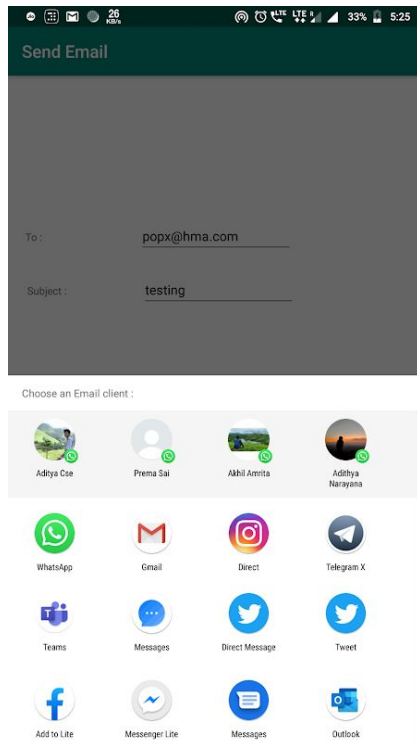 26
KB/s
LTE LTE 33% 5:25
Send Email
To : popx@hma.com
Subject : testing
Choose an Email client :
Aditya Cse Prema Sai Akhil Amrita Adithya
Narayana
WhatsApp Gmail Direct Telegram X
Teams Messages Direct Message Tweet
Add to Lite Messenger Lite Messages Outlook